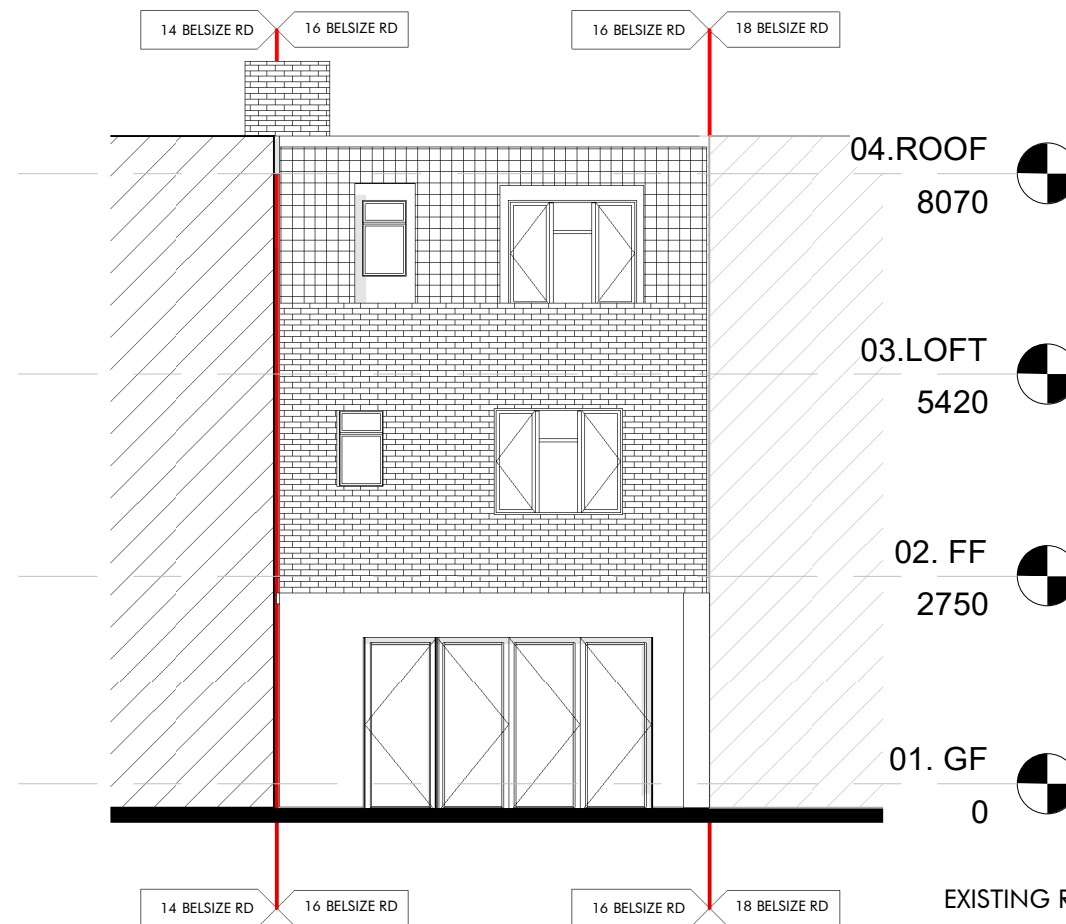 14 BELSIZE RD
16 BELSIZE RD
16 BELSIZE RD
18 BELSIZE RD
04.ROOF
8070
03.LOFT
5420
02. FF
2750
01. GF
0
14 BELSIZE RD
16 BELSIZE RD
16 BELSIZE RD
18 BELSIZE RD
EXISTING R